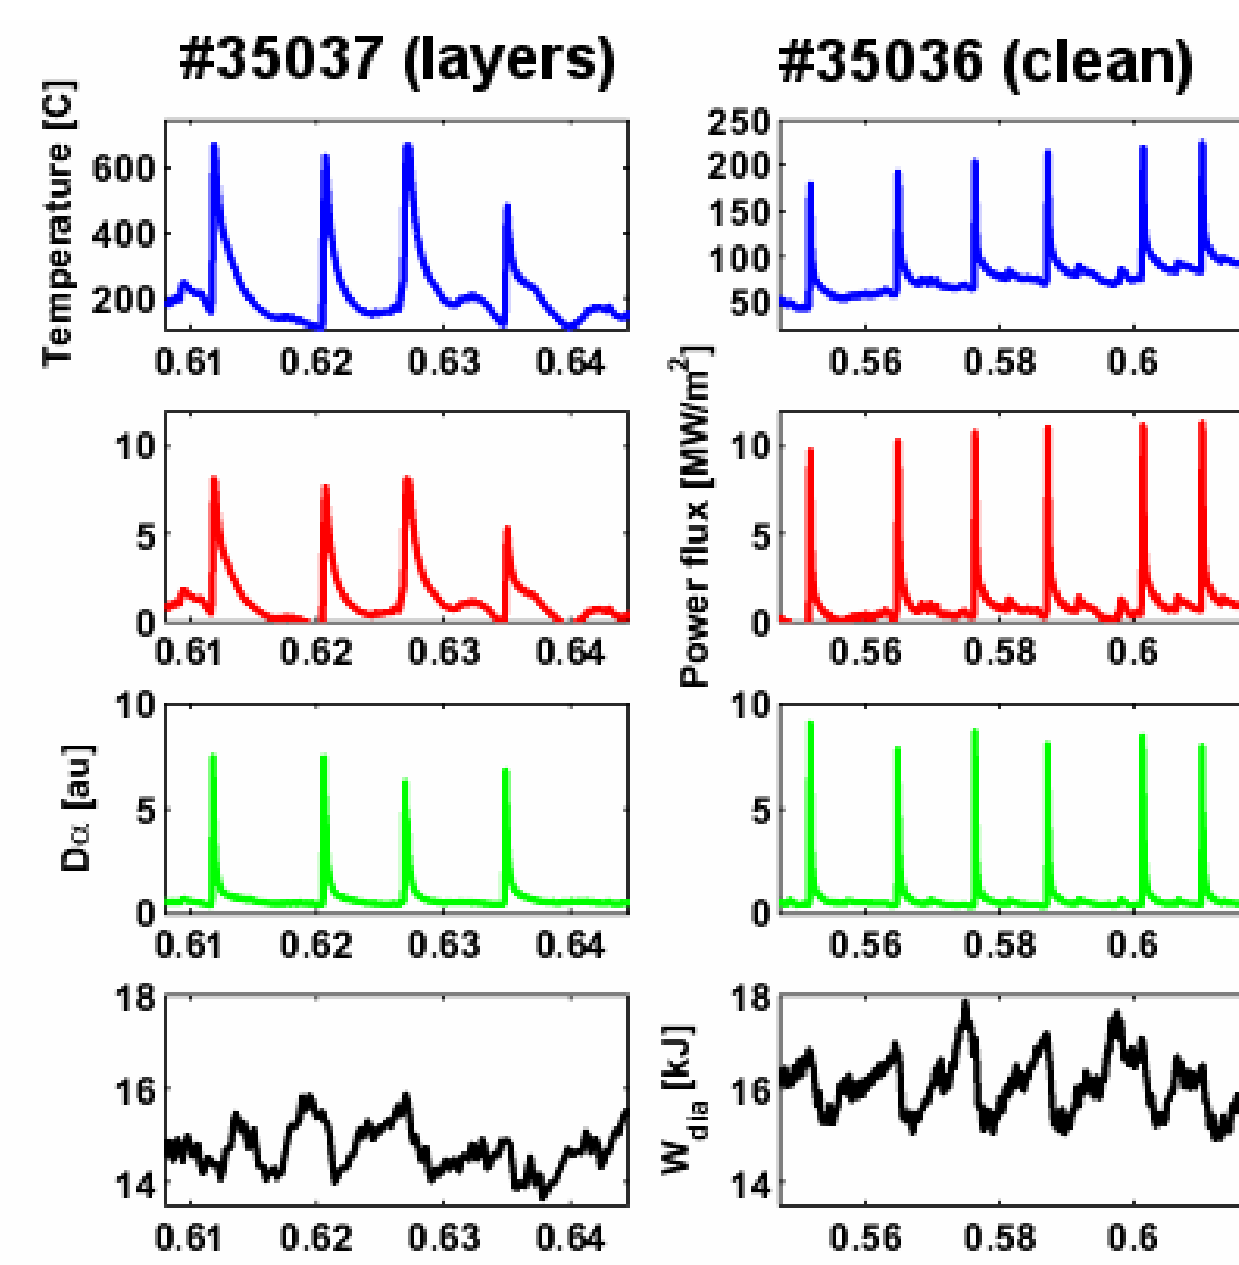 #35037 (layers)
#35036 (clean)
Temperature [C]
600
400
200
0.61 0.62 0.63 0.64
250
200
150
100
50
0.56 0.58 0.6
10
5
0
0.61 0.62 0.63 0.64
Power flux [MW/m²]
10
5
0
0.56 0.58 0.6
Dα [au]
10
5
0
0.61 0.62 0.63 0.64
10
5
0
0.56 0.58 0.6
18
16
14
0.61 0.62 0.63 0.64
W_dia [kJ]
18
16
14
0.56 0.58 0.6